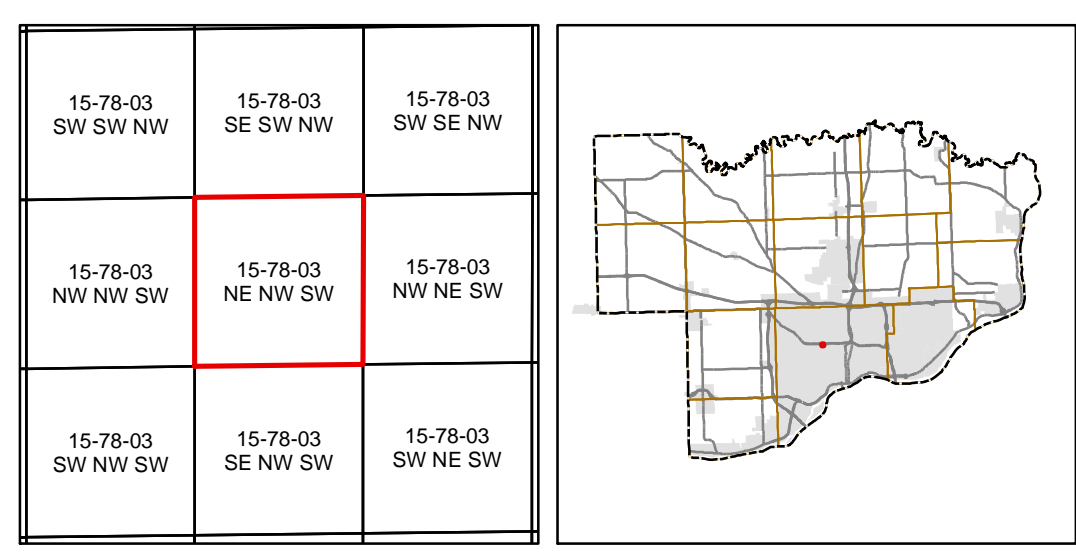 15-78-03
SW SW NW
15-78-03
SE SW NW
15-78-03
SW SE NW
15-78-03
NW NW SW
15-78-03
NE NW SW
15-78-03
NW NE SW
15-78-03
SW NW SW
15-78-03
SE NW SW
15-78-03
SW NE SW